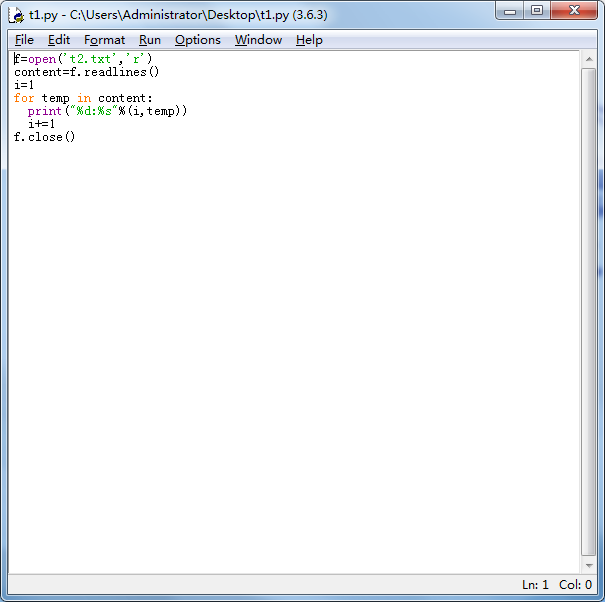 t1.py - C:\Users\Administrator\Desktop\t1.py (3.6.3)
File Edit Format Run Options Window Help
f=open('t2.txt','r')
content=f.readlines()
i=1
for temp in content:
  print("%d:%s"%(i,temp))
  i+=1
f.close()
Ln: 1 Col: 0